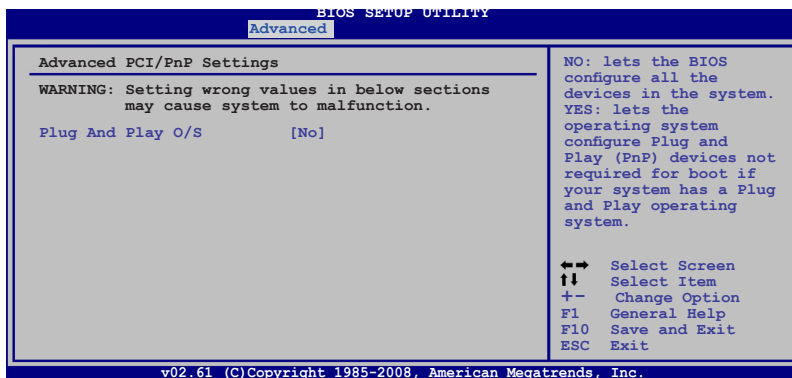 BIOS SETUP UTILITY
Advanced
Advanced PCI/PnP Settings
WARNING: Setting wrong values in below sections
may cause system to malfunction.
Plug And Play O/S [No]
NO: lets the BIOS
configure all the
devices in the system.
YES: lets the
operating system
configure Plug and
Play (PnP) devices not
required for boot if
your system has a Plug
and Play operating
system.
←→ Select Screen
↑↓ Select Item
+- Change Option
F1 General Help
F10 Save and Exit
ESC Exit
v02.61 (C)Copyright 1985-2008, American Megatrends, Inc.